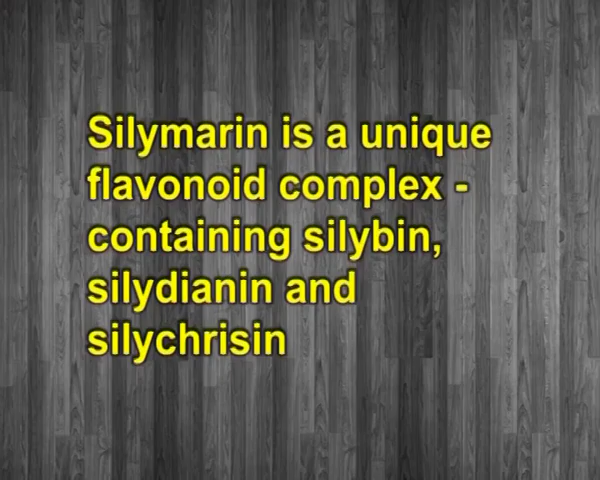 Silymarin is a unique
flavonoid complex -
containing silybin,
silydianin and
silychrisin